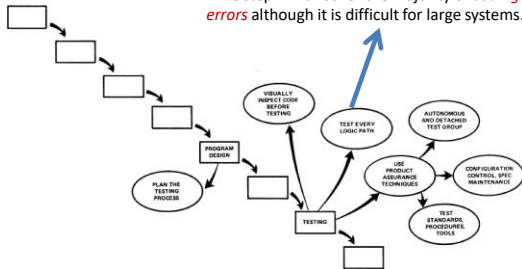 errors although it is difficult for large systems.
VISUALLY
INSPECT CODE
BEFORE
TESTING
TEST EVERY
LOGIC PATH
AUTONOMOUS
AND DETACHED
TEST GROUP
PROGRAM
DESIGN
USE
PRODUCT
ASSURANCE
TECHNIQUES
CONFIGURATION
CONTROL, SPEC
MAINTENANCE
PLAN THE
TESTING
PROCESS
TESTING
TEST
STANDARDS,
PROCEDURES,
TOOLS